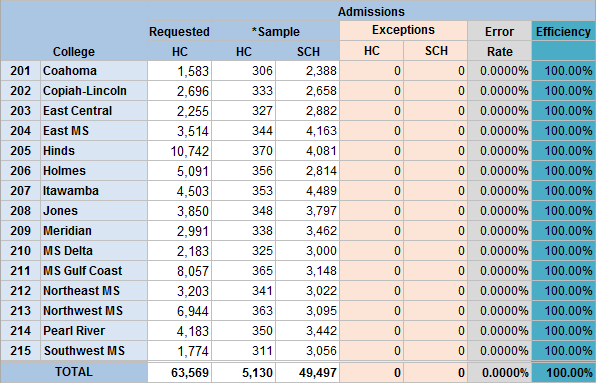 Admissions
Requested *Sample Exceptions Error Efficiency
College HC HC SCH HC SCH Rate
201 Coahoma 1,583 306 2,388 0 0 0.0000% 100.00%
202 Copiah-Lincoln 2,696 333 2,658 0 0 0.0000% 100.00%
203 East Central 2,255 327 2,882 0 0 0.0000% 100.00%
204 East MS 3,514 344 4,163 0 0 0.0000% 100.00%
205 Hinds 10,742 370 4,081 0 0 0.0000% 100.00%
206 Holmes 5,091 356 2,814 0 0 0.0000% 100.00%
207 Itawamba 4,503 353 4,489 0 0 0.0000% 100.00%
208 Jones 3,850 348 3,797 0 0 0.0000% 100.00%
209 Meridian 2,991 338 3,462 0 0 0.0000% 100.00%
210 MS Delta 2,183 325 3,000 0 0 0.0000% 100.00%
211 MS Gulf Coast 8,057 365 3,148 0 0 0.0000% 100.00%
212 Northeast MS 3,203 341 3,022 0 0 0.0000% 100.00%
213 Northwest MS 6,944 363 3,095 0 0 0.0000% 100.00%
214 Pearl River 4,183 350 3,442 0 0 0.0000% 100.00%
215 Southwest MS 1,774 311 3,056 0 0 0.0000% 100.00%
TOTAL 63,569 5,130 49,497 0 0 0.0000% 100.00%